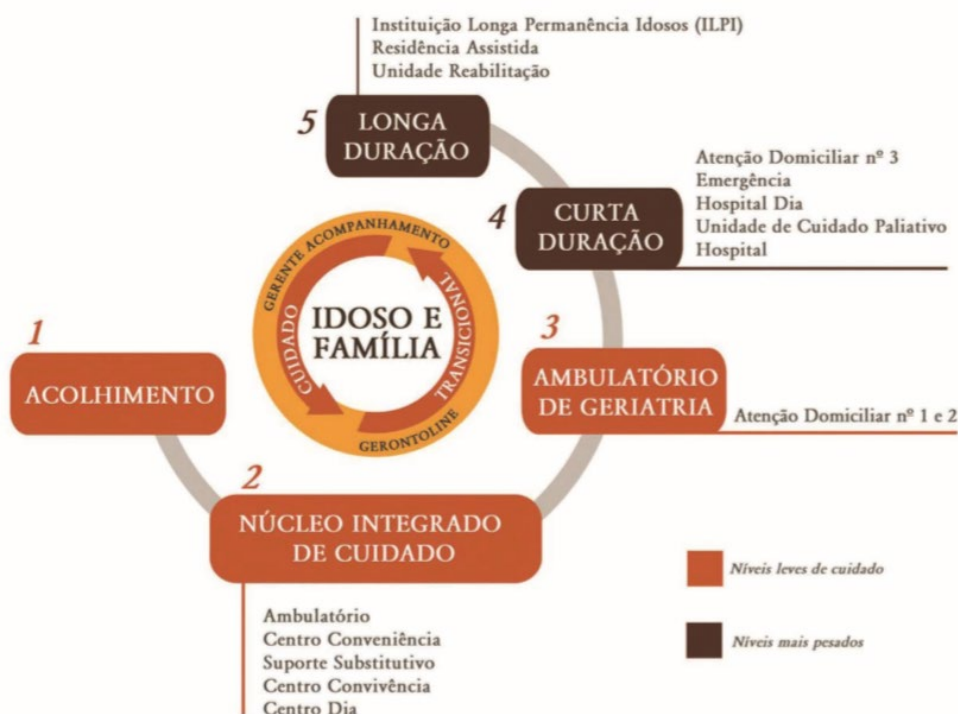 Instituição Longa Permanência Idosos (ILPI)
Residência Assistida
Unidade Reabilitação
5
LONGA
DURAÇÃO
Atenção Domiciliar nº 3
Emergência
Hospital Dia
Unidade de Cuidado Paliativo
Hospital
4
CURTA
DURAÇÃO
GERENTE ACOMPANHAMENTO
CUIDADO
TRANSICIONAL
IDOSO E
FAMÍLIA
GERONTOLINE
1
ACOLHIMENTO
3
AMBULATÓRIO
DE GERIATRIA
Atenção Domiciliar nº 1 e 2
2
NÚCLEO INTEGRADO
DE CUIDADO
Ambulatório
Centro Conveniência
Suporte Substitutivo
Centro Convivência
Centro Dia
Níveis leves de cuidado
Níveis mais pesados